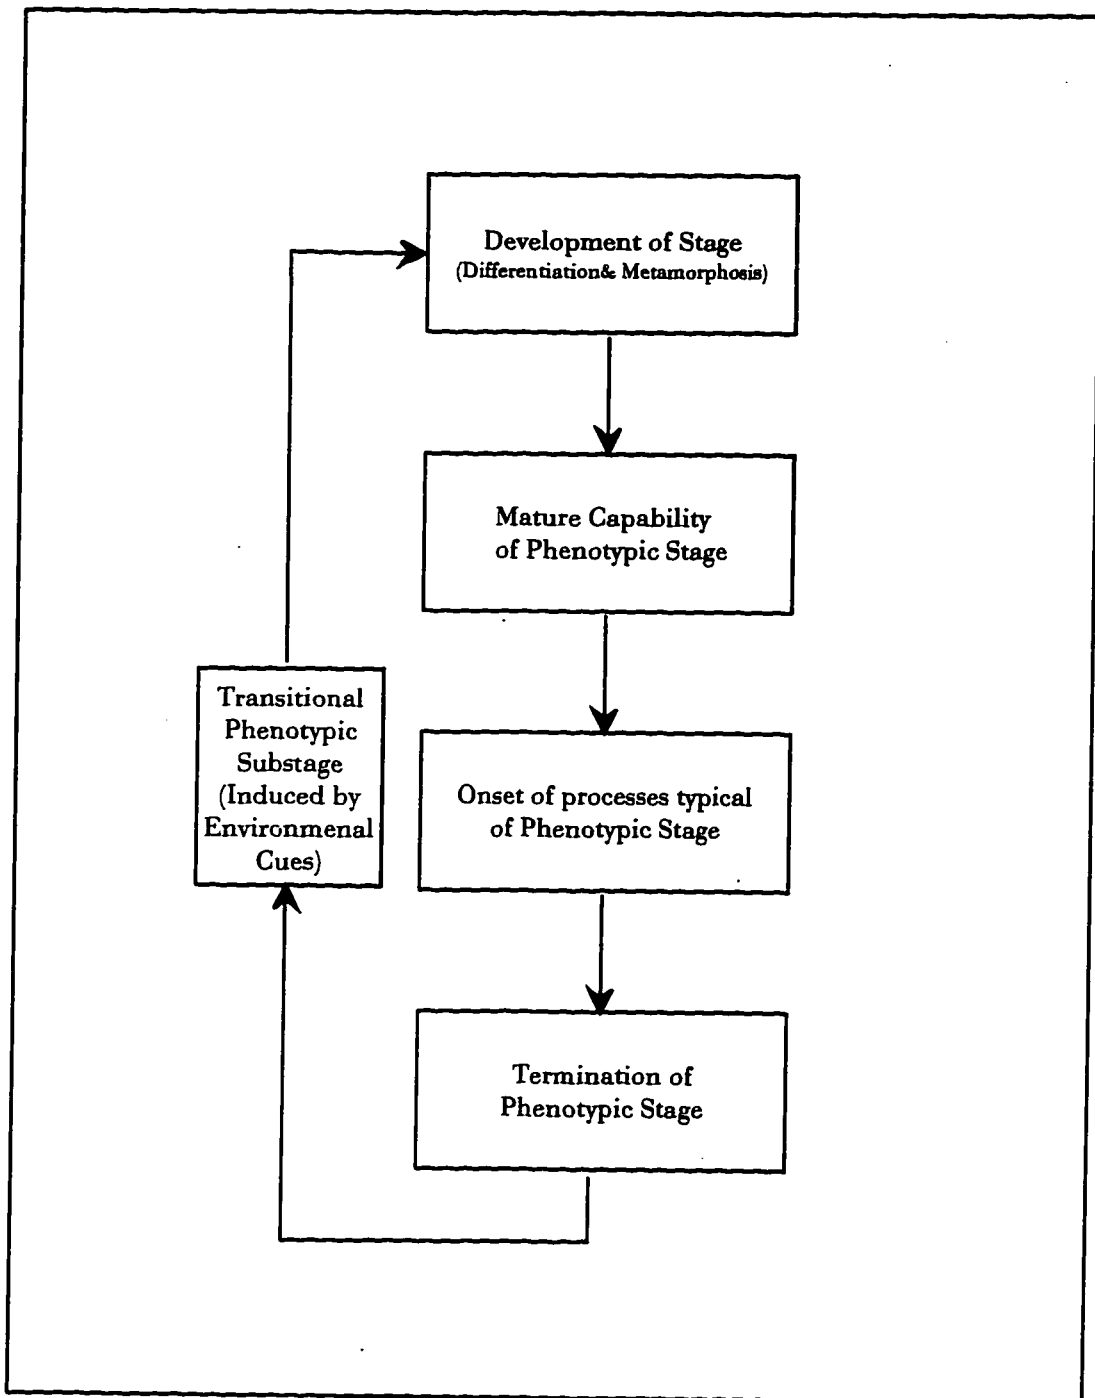 Development of Stage
(Differentiation& Metamorphosis)
Mature Capability
of Phenotypic Stage
Transitional
Phenotypic
Substage
(Induced by
Environmenal
Cues)
Onset of processes typical
of Phenotypic Stage
Termination of
Phenotypic Stage